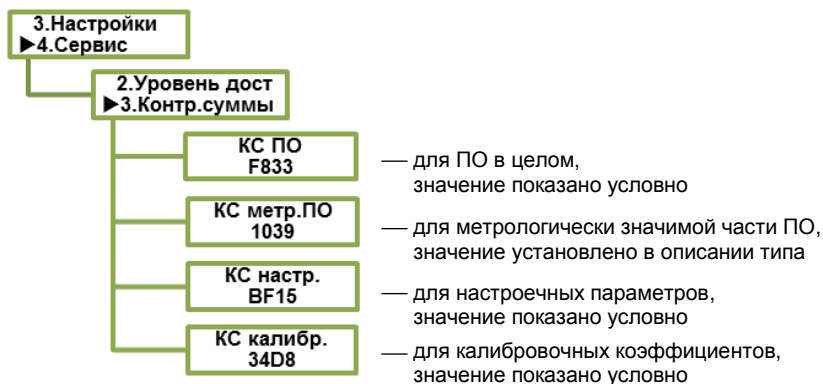 3.Настройки
▶4.Сервис
2.Уровень дост
▶3.Контр.суммы
КС ПО
F833
— для ПО в целом,
значение показано условно
КС метр.ПО
1039
— для метрологически значимой части ПО,
значение установлено в описании типа
КС настр.
BF15
— для настроечных параметров,
значение показано условно
КС калибр.
34D8
— для калибровочных коэффициентов,
значение показано условно